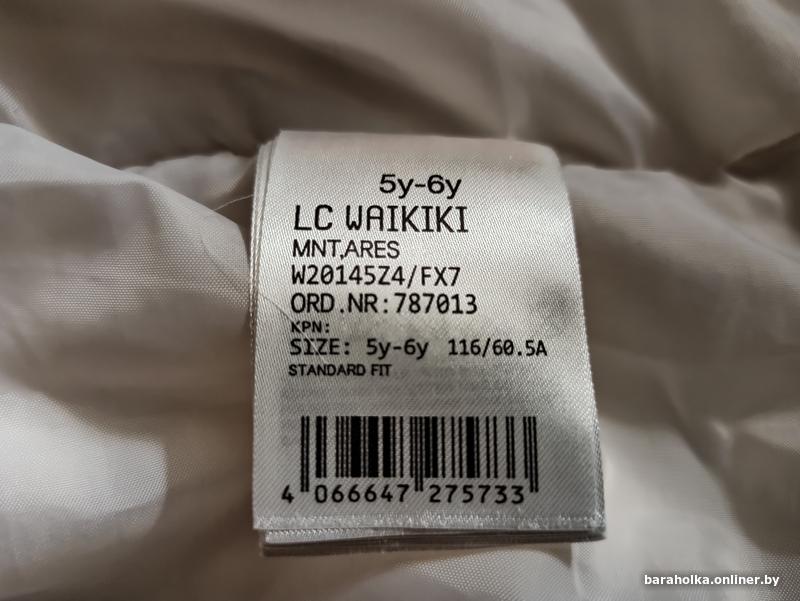 5y-6y
LC WAIKIKI
MNT,ARES
W20145Z4/FX7
ORD.NR:787013
KPN:
SIZE: 5y-6y 116/60.5A
STANDARD FIT
4 066647 275733
baraholka.onliner.by